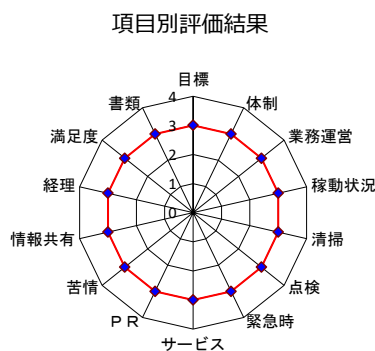 項目別評価結果
目標
体制
業務運営
稼動状況
清掃
点検
緊急時
サービス
ＰＲ
苦情
情報共有
経理
満足度
書類
4
3
2
1
0